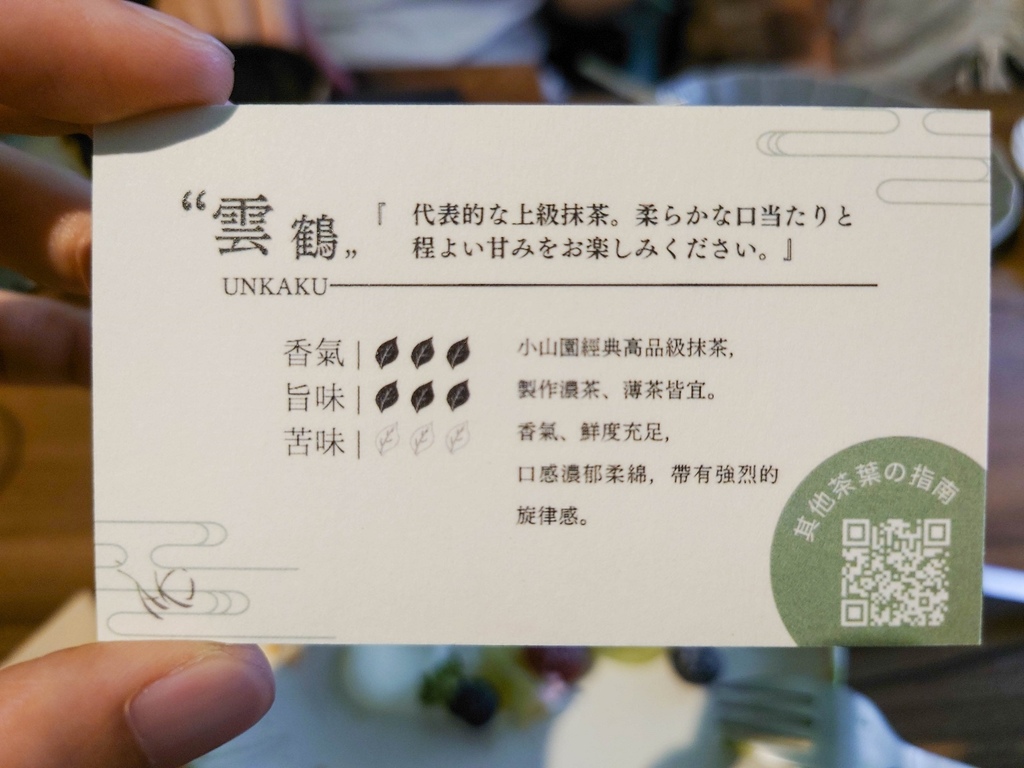 “雲鶴„
『代表的な上級抹茶。柔らかな口当たりと
程よい甘みをお楽しみください。』
UNKAKU
香氣|
旨味|
苦味|
小山園經典高品級抹茶,
製作濃茶、薄茶皆宜。
香氣、鮮度充足,
口感濃郁柔綿，帶有強烈的
旋律感。
其他茶葉の指南